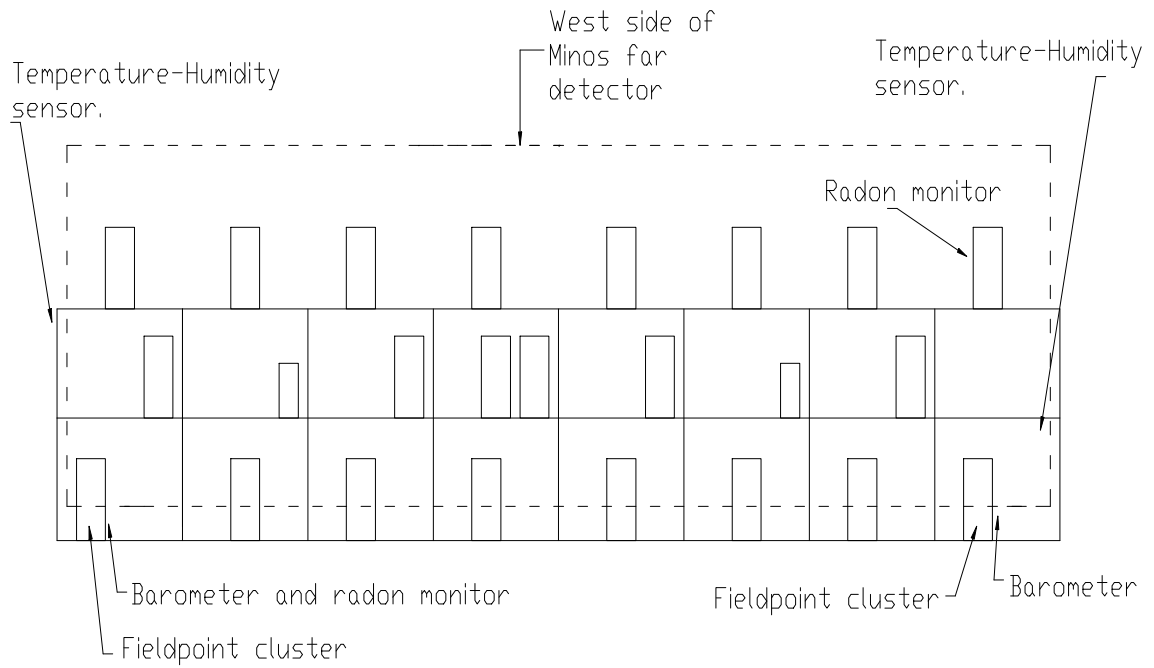 West side of
Minos far
detector
Temperature-Humidity
sensor.
Temperature-Humidity
sensor.
Radon monitor
Barometer and radon monitor
Fieldpoint cluster
Fieldpoint cluster
Barometer